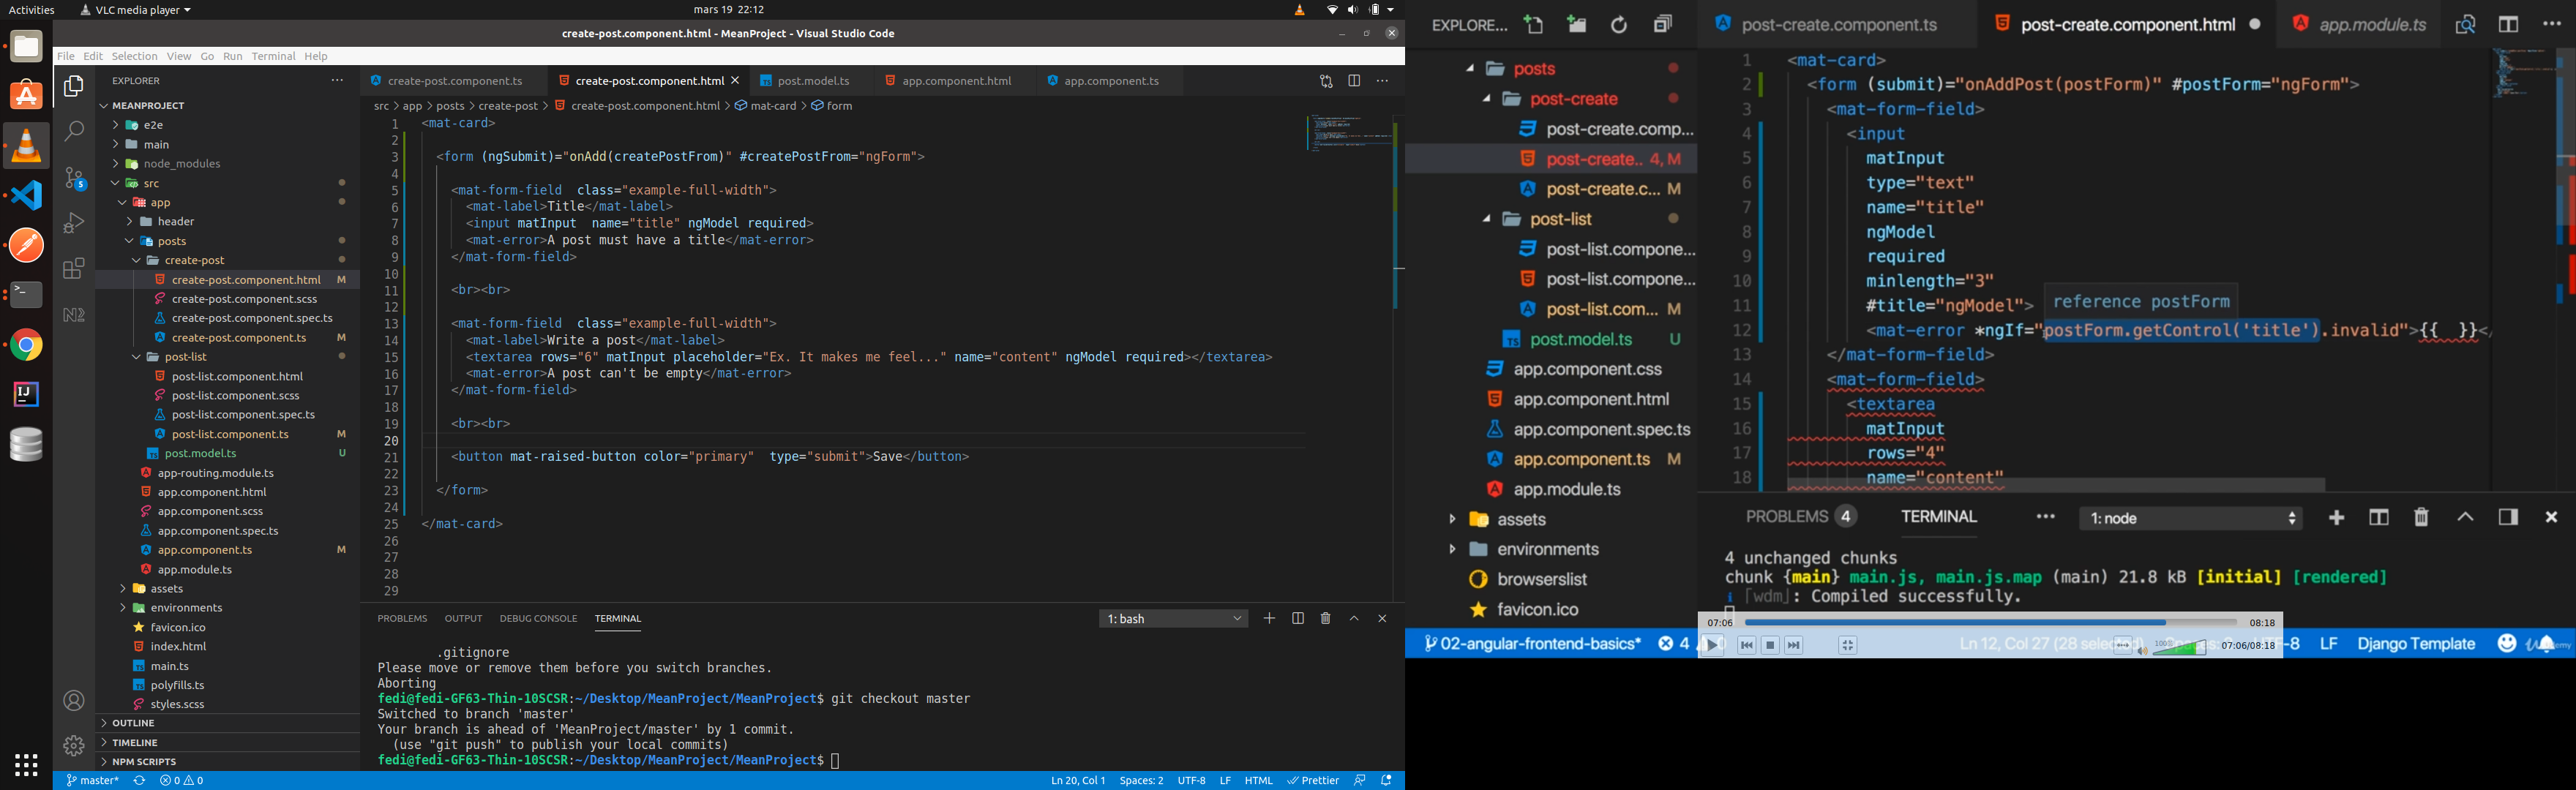 Activities
VLC media player
mars 19 22:12
create-post.component.html - MeanProject - Visual Studio Code
File Edit Selection View Go Run Terminal Help
EXPLORER
MEANPROJECT
e2e
main
node_modules
src
app
header
posts
create-post
create-post.component.html M
create-post.component.scss
create-post.component.spec.ts
create-post.component.ts M
post-list
post-list.component.html
post-list.component.scss
post-list.component.spec.ts
post-list.component.ts M
post.model.ts U
app-routing.module.ts
app.component.html
app.component.scss
app.component.spec.ts
app.component.ts M
app.module.ts
assets
environments
favicon.ico
index.html
main.ts
polyfills.ts
styles.scss
OUTLINE
TIMELINE
NPM SCRIPTS
5
create-post.component.ts
create-post.component.html
post.model.ts
app.component.html
app.component.ts
src > app > posts > create-post > create-post.component.html > mat-card > form
1 <mat-card>
2
3 <form (ngSubmit)="onAdd(createPostFrom)" #createPostFrom="ngForm">
4
5 <mat-form-field  class="example-full-width">
6 <mat-label>Title</mat-label>
7 <input matInput  name="title" ngModel required>
8 <mat-error>A post must have a title</mat-error>
9 </mat-form-field>
10
11 <br><br>
12
13 <mat-form-field  class="example-full-width">
14 <mat-label>Write a post</mat-label>
15 <textarea rows="6" matInput placeholder="Ex. It makes me feel..." name="content" ngModel required></textarea>
16 <mat-error>A post can't be empty</mat-error>
17 </mat-form-field>
18
19 <br><br>
20
21 <button mat-raised-button color="primary"  type="submit">Save</button>
22
23 </form>
24
25 </mat-card>
26
27
28
29
PROBLEMS OUTPUT DEBUG CONSOLE TERMINAL
1: bash
.gitignore
Please move or remove them before you switch branches.
Aborting
fedi@fedi-GF63-Thin-10SCSR:~/Desktop/MeanProject/MeanProject$ git checkout master
Switched to branch 'master'
Your branch is ahead of 'MeanProject/master' by 1 commit.
(use "git push" to publish your local commits)
fedi@fedi-GF63-Thin-10SCSR:~/Desktop/MeanProject/MeanProject$
master* 0 0
Ln 20, Col 1 Spaces: 2 UTF-8 LF HTML Prettier
EXPLORE...
posts
post-create
post-create.comp...
post-create.. 4, M
post-create.c... M
post-list
post-list.compone...
post-list.compone...
post-list.com... M
post.model.ts U
app.component.css
app.component.html
app.component.spec.ts
app.component.ts M
app.module.ts
assets
environments
browserslist
favicon.ico
post-create.component.ts
post-create.component.html
app.module.ts
1 <mat-card>
2 <form (submit)="onAddPost(postForm)" #postForm="ngForm">
3 <mat-form-field>
4 <input
5 matInput
6 type="text"
7 name="title"
8 ngModel
9 required
10 minlength="3"
11 #title="ngModel">
reference postForm
12 <mat-error *ngIf="postForm.getControl('title').invalid">{{  }}</
13 </mat-form-field>
14 <mat-form-field>
15 <textarea
16 matInput
17 rows="4"
18 name="content"
PROBLEMS 4 TERMINAL
1: node
4 unchanged chunks
chunk {main} main.js, main.js.map (main) 21.8 kB [initial] [rendered]
i ｢wdm｣: Compiled successfully.
07:06
08:18
02-angular-frontend-basics* 4
Ln 12, Col 27 (28 selected)
LF Django Template
100%
07:06/08:18